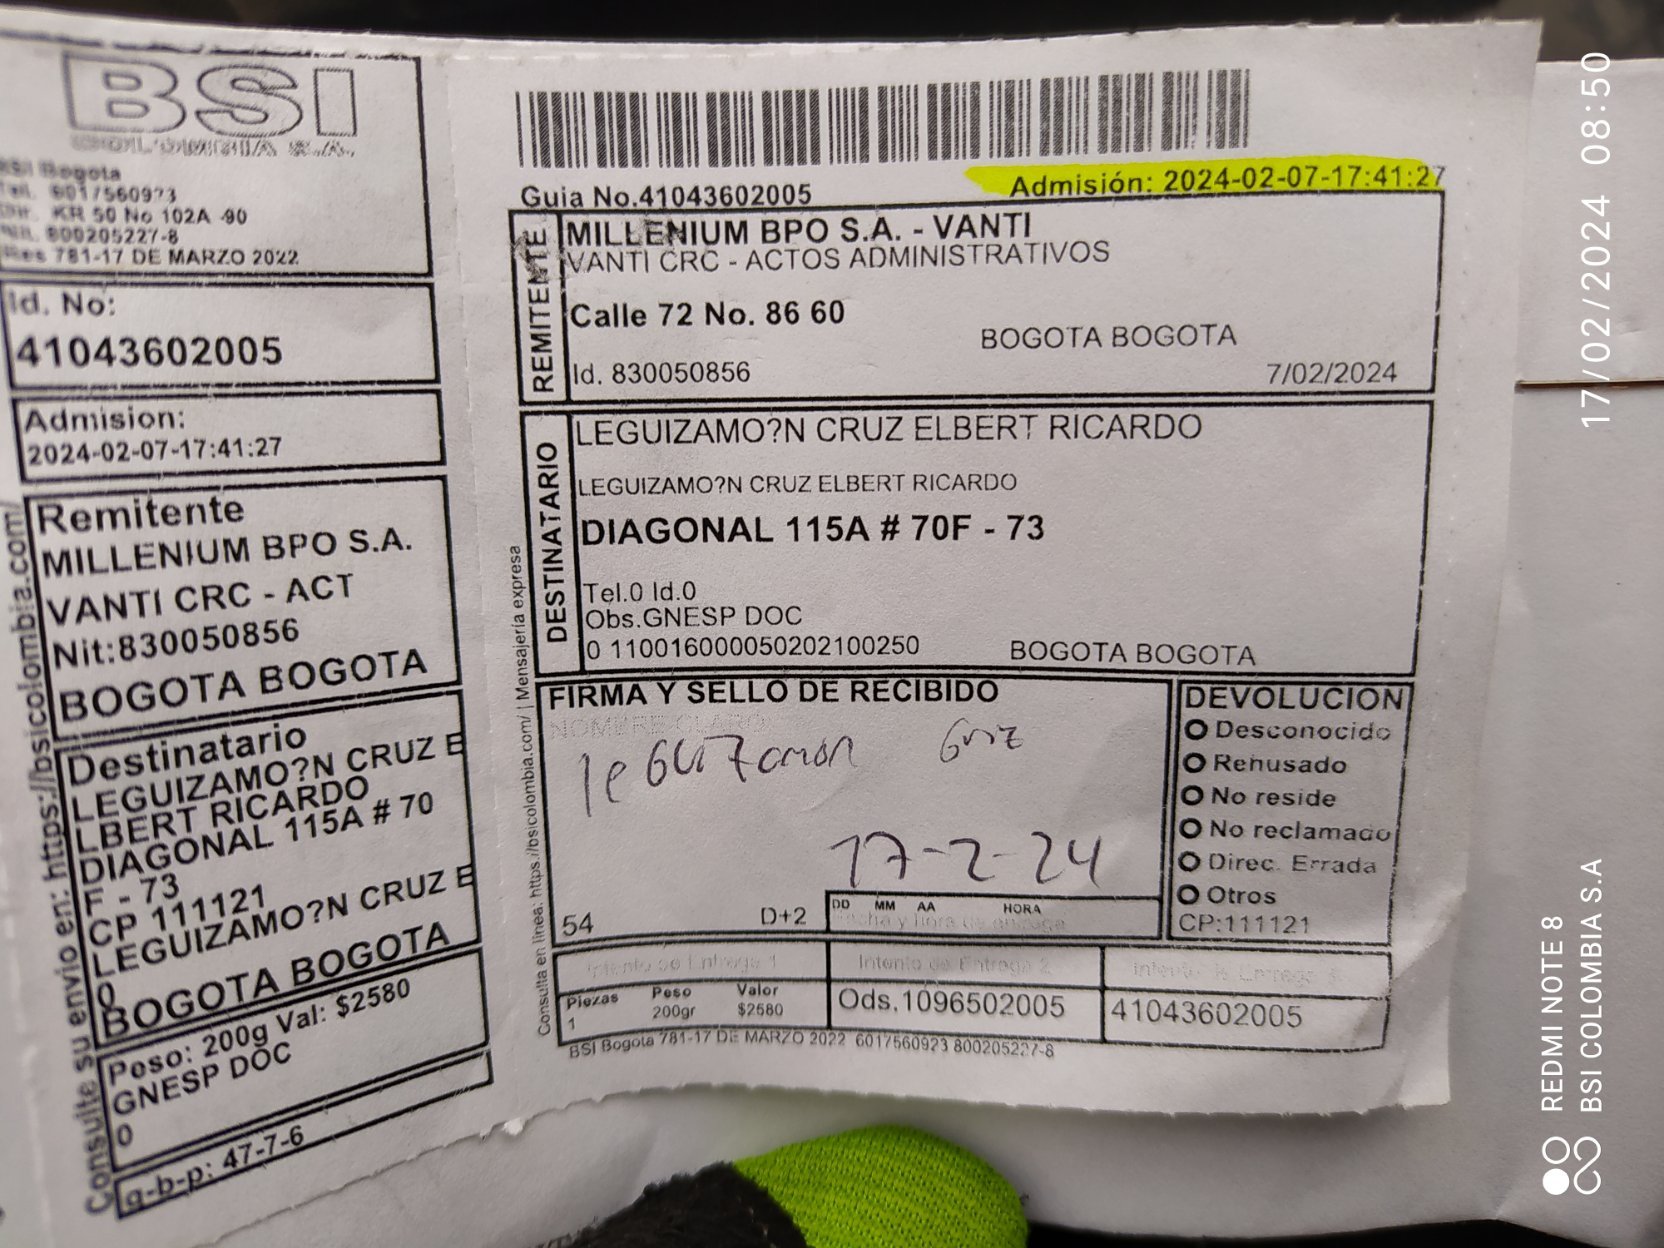 BSI
COLOMBIA S.A.
BSI Bogota
Tel. 6017560923
Dir. KR 50 No 102A -90
Nit. 800205227-8
Res 781-17 DE MARZO 2022
Id. No:
41043602005
Admision:
2024-02-07-17:41:27
Remitente
MILLENIUM BPO S.A.
VANTI CRC - ACT
Nit:830050856
BOGOTA BOGOTA
Destinatario
LEGUIZAMO?N CRUZ E
LBERT RICARDO
DIAGONAL 115A # 70
F - 73
CP 111121
LEGUIZAMO?N CRUZ E
0
BOGOTA BOGOTA
Peso: 200g Val: $2580
GNESP DOC
0
g-b-p: 47-7-6
Consulte su envio en: https://bsicolombia.com/
Guia No.41043602005
Admisión: 2024-02-07-17:41:27
REMITENTE
MILLENIUM BPO S.A. - VANTI
VANTI CRC - ACTOS ADMINISTRATIVOS
Calle 72 No. 86 60
BOGOTA BOGOTA
Id. 830050856 7/02/2024
DESTINATARIO
LEGUIZAMO?N CRUZ ELBERT RICARDO
LEGUIZAMO?N CRUZ ELBERT RICARDO
DIAGONAL 115A # 70F - 73
Tel.0 Id.0
Obs.GNESP DOC
0 110016000050202100250 BOGOTA BOGOTA
Consulta en linea: https://bsicolombia.com/ | Mensajería expresa
FIRMA Y SELLO DE RECIBIDO
NOMBRE CLARO
leguizamon
17-2-24
54 D+2
DD MM AA HORA
Fecha y hora de entrega
DEVOLUCION
Desconocido
Rehusado
No reside
No reclamado
Direc. Errada
Otros
CP:111121
Intento de Entrega 1 Intento de Entrega 2 Intento de Entrega
Piezas Peso Valor
1 200gr $2580
Ods.1096502005 41043602005
BSI Bogota 781-17 DE MARZO 2022 6017560923 800205227-8
17/02/2024 08:50
REDMI NOTE 8
BSI COLOMBIA S.A